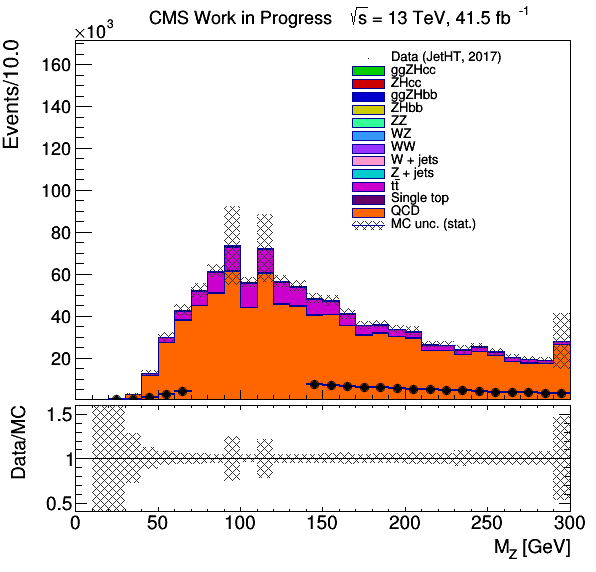 CMS Work in Progress √s = 13 TeV, 41.5 fb⁻¹
×10³
Events/10.0
160
140
120
100
80
60
40
20
Data (JetHT, 2017)
ggZHcc
ZHcc
ggZHbb
ZHbb
ZZ
WZ
WW
W + jets
Z + jets
tt̄
Single top
QCD
MC unc. (stat.)
Data/MC
1.5
1
0.5
0 50 100 150 200 250 300
M_Z [GeV]